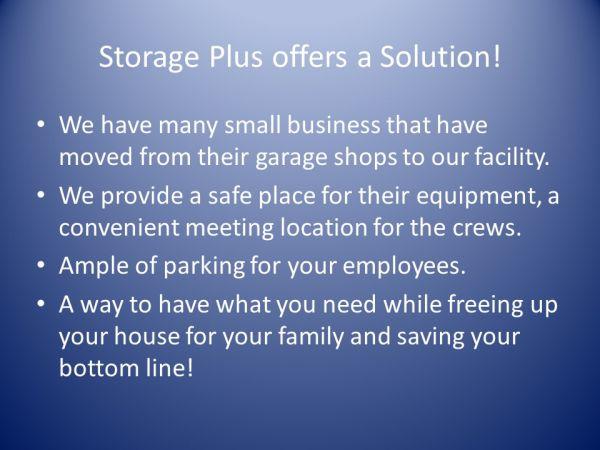 Storage Plus offers a Solution!
• We have many small business that have
moved from their garage shops to our facility.
• We provide a safe place for their equipment, a
convenient meeting location for the crews.
• Ample of parking for your employees.
• A way to have what you need while freeing up
your house for your family and saving your
bottom line!